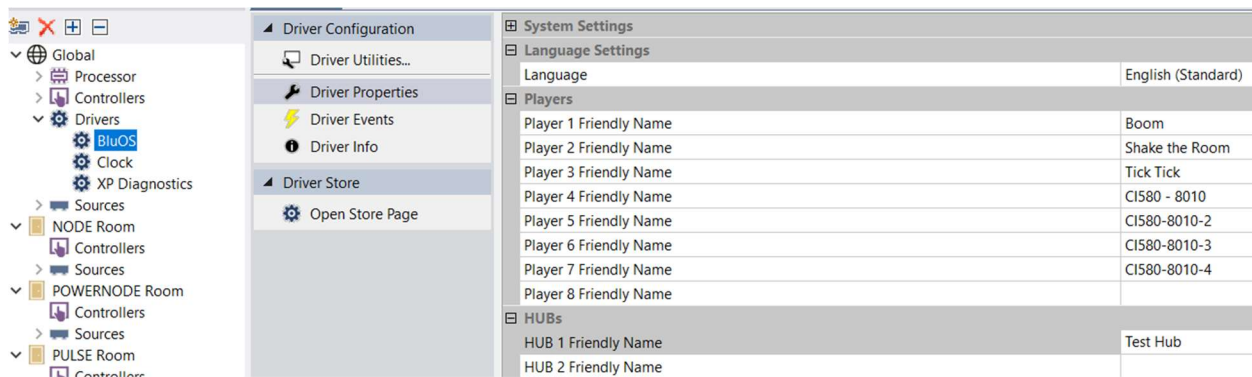 Global
Processor
Controllers
Drivers
BluOS
Clock
XP Diagnostics
Sources
NODE Room
Controllers
Sources
POWERNODE Room
Controllers
Sources
PULSE Room
Controllers
Driver Configuration
Driver Utilities...
Driver Properties
Driver Events
Driver Info
Driver Store
Open Store Page
System Settings
Language Settings
Language English (Standard)
Players
Player 1 Friendly Name Boom
Player 2 Friendly Name Shake the Room
Player 3 Friendly Name Tick Tick
Player 4 Friendly Name CI580 - 8010
Player 5 Friendly Name CI580-8010-2
Player 6 Friendly Name CI580-8010-3
Player 7 Friendly Name CI580-8010-4
Player 8 Friendly Name
HUBs
HUB 1 Friendly Name Test Hub
HUB 2 Friendly Name